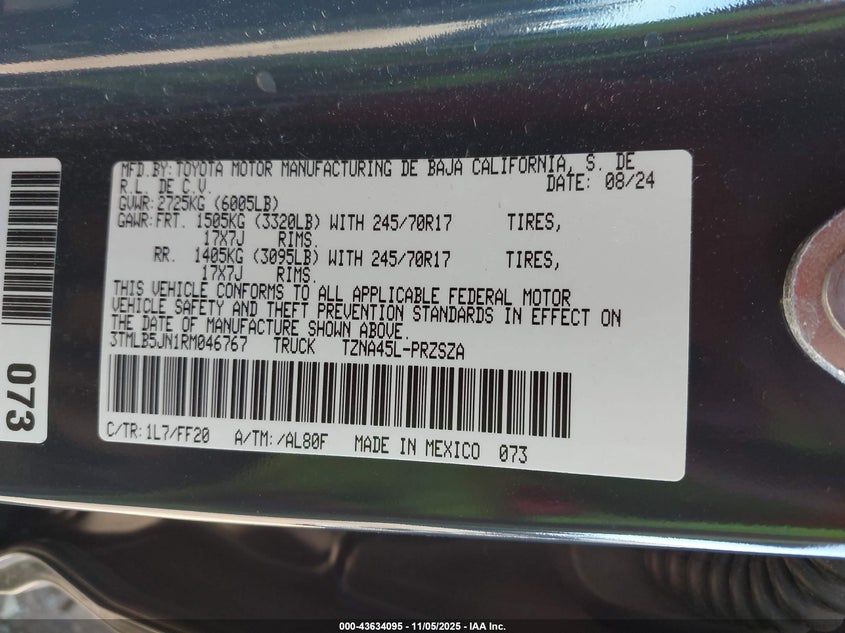 MFD.BY:TOYOTA MOTOR MANUFACTURING DE BAJA CALIFORNIA, S. DE
R.L. DE C.V. DATE: 08/24
GVWR:2725KG (6005LB)
GAWR:FRT. 1505KG (3320LB) WITH 245/70R17 TIRES,
17X7J RIMS.
RR. 1405KG (3095LB) WITH 245/70R17 TIRES,
17X7J RIMS.
THIS VEHICLE CONFORMS TO ALL APPLICABLE FEDERAL MOTOR
VEHICLE SAFETY AND THEFT PREVENTION STANDARDS IN EFFECT ON
THE DATE OF MANUFACTURE SHOWN ABOVE.
3TMLB5JN1RM046767 TRUCK TZNA45L-PRZSZA
C/TR:1L7/FF20 A/TM:/AL80F MADE IN MEXICO 073
073
000-43634095 - 11/05/2025 - IAA Inc.